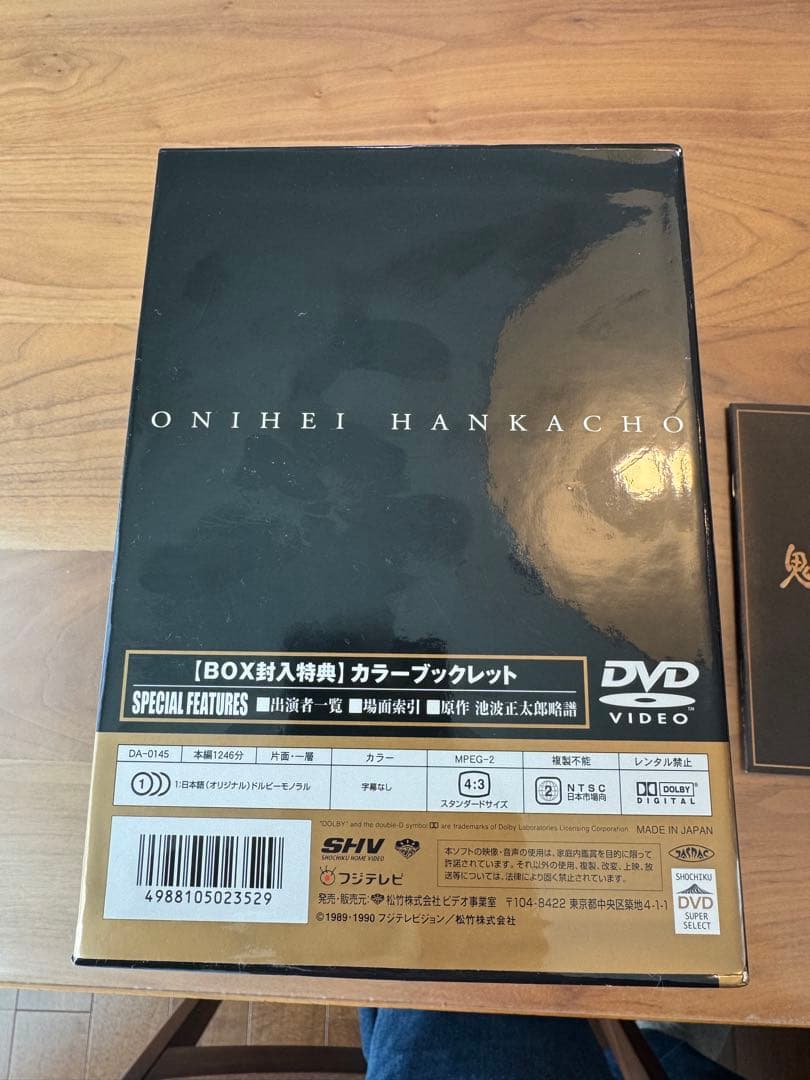 ONIHEI HANKACHO
鬼
【BOX封入特典】カラーブックレット
SPECIAL FEATURES ■出演者一覧 ■場面索引 ■原作 池波正太郎略譜
DVD
VIDEO
DA-0145 本編1246分 片面・一層 カラー MPEG-2 複製不能 レンタル禁止
1 1:日本語(オリジナル)ドルビーモノラル 字幕なし 4:3 スタンダードサイズ 2 NTSC 日本市場向 DOLBY DIGITAL
"DOLBY" and the double-D symbol are trademarks of Dolby Laboratories Licensing Corporation MADE IN JAPAN
4988105023529
SHV
SHOCHIKU HOME VIDEO
フジテレビ
本ソフトの映像・音声の使用は、家庭内鑑賞を目的に限って
許諾されています。それ以外の使用、複製、改変、上映、放
送等については、法律により固く禁止されています。
JASRAC
発売・販売元: 松竹株式会社 ビデオ事業室 〒104-8422 東京都中央区築地4-1-1
©1989・1990 フジテレビジョン/松竹株式会社
SHOCHIKU
DVD
SUPER
SELECT